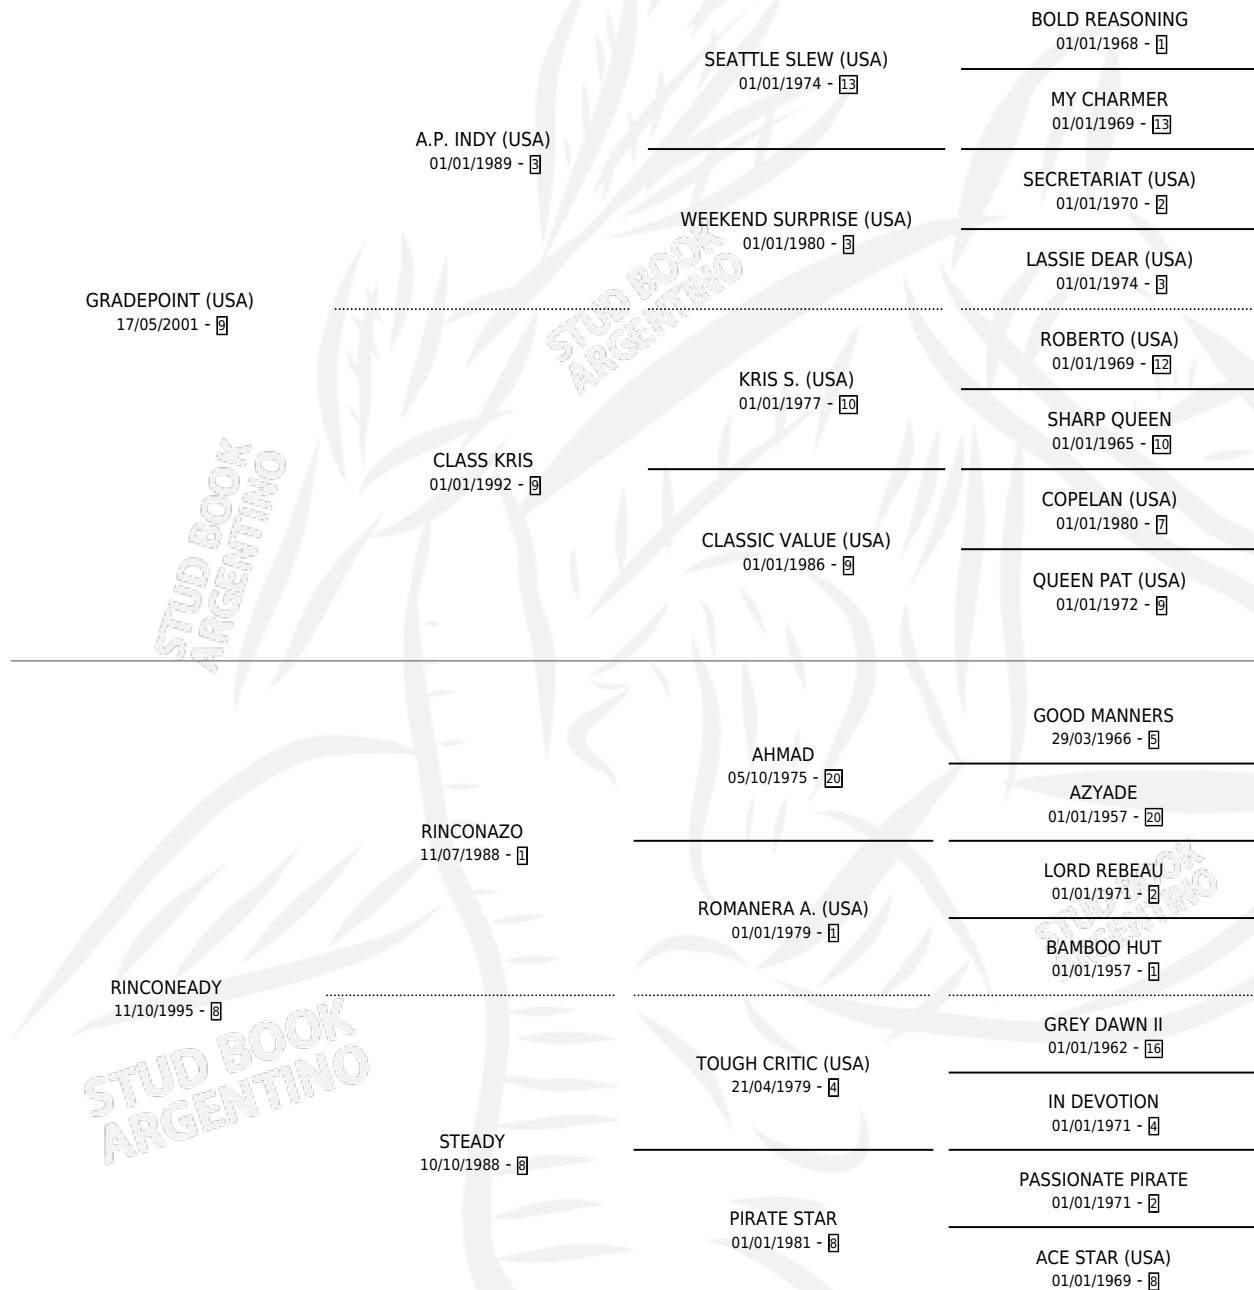 BOLD REASONING
01/01/1968 - 1
SEATTLE SLEW (USA)
01/01/1974 - 13
MY CHARMER
01/01/1969 - 13
A.P. INDY (USA)
01/01/1989 - 3
SECRETARIAT (USA)
01/01/1970 - 2
WEEKEND SURPRISE (USA)
01/01/1980 - 3
LASSIE DEAR (USA)
01/01/1974 - 3
GRADEPOINT (USA)
17/05/2001 - 9
STUD BOOK
ARGENTINO
ROBERTO (USA)
01/01/1969 - 12
KRIS S. (USA)
01/01/1977 - 10
SHARP QUEEN
01/01/1965 - 10
CLASS KRIS
01/01/1992 - 9
COPELAN (USA)
01/01/1980 - 7
CLASSIC VALUE (USA)
01/01/1986 - 9
QUEEN PAT (USA)
01/01/1972 - 9
STUD BOOK
ARGENTINO
GOOD MANNERS
29/03/1966 - 5
AHMAD
05/10/1975 - 20
AZYADE
01/01/1957 - 20
RINCONAZO
11/07/1988 - 1
LORD REBEAU
01/01/1971 - 2
ROMANERA A. (USA)
01/01/1979 - 1
BAMBOO HUT
01/01/1957 - 1
STUD BOOK
ARGENTINO
RINCONEADY
11/10/1995 - 8
GREY DAWN II
01/01/1962 - 16
TOUGH CRITIC (USA)
21/04/1979 - 4
IN DEVOTION
01/01/1971 - 4
STUD BOOK
ARGENTINO
STEADY
10/10/1988 - 8
PASSIONATE PIRATE
01/01/1971 - 2
PIRATE STAR
01/01/1981 - 8
ACE STAR (USA)
01/01/1969 - 8